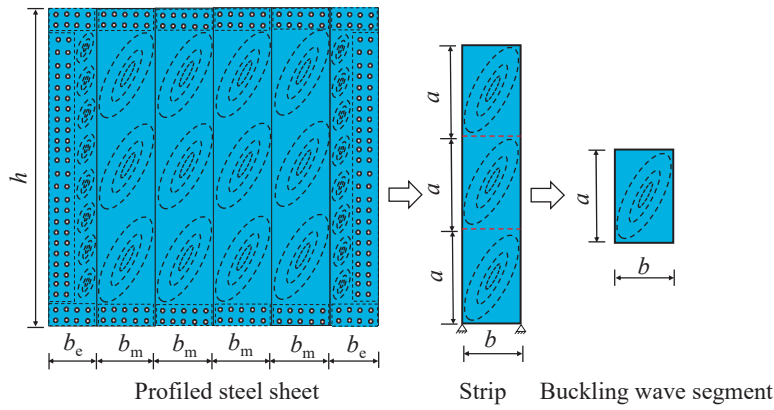 h
a
a
a
a
b
b
bₑ bₘ bₘ bₘ bₘ bₑ
Profiled steel sheet
Strip
Buckling wave segment